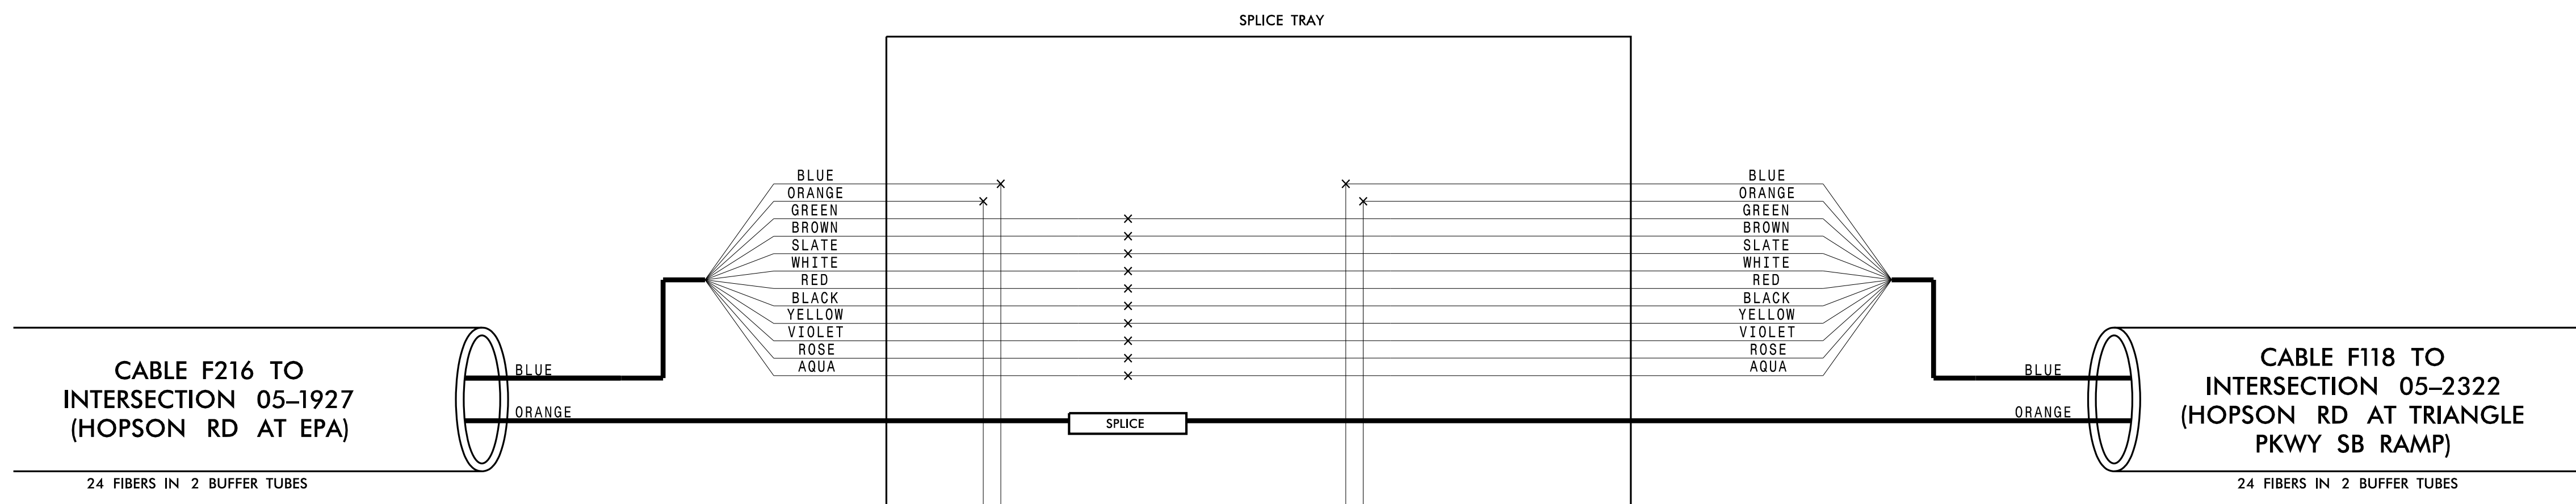 SPLICE TRAY
BLUE
ORANGE
GREEN
BROWN
SLATE
WHITE
RED
BLACK
YELLOW
VIOLET
ROSE
AQUA
BLUE
ORANGE
GREEN
BROWN
SLATE
WHITE
RED
BLACK
YELLOW
VIOLET
ROSE
AQUA
CABLE F216 TO
INTERSECTION 05–1927
(HOPSON RD AT EPA)
24 FIBERS IN 2 BUFFER TUBES
BLUE
ORANGE
SPLICE
BLUE
ORANGE
CABLE F118 TO
INTERSECTION 05–2322
(HOPSON RD AT TRIANGLE
PKWY SB RAMP)
24 FIBERS IN 2 BUFFER TUBES